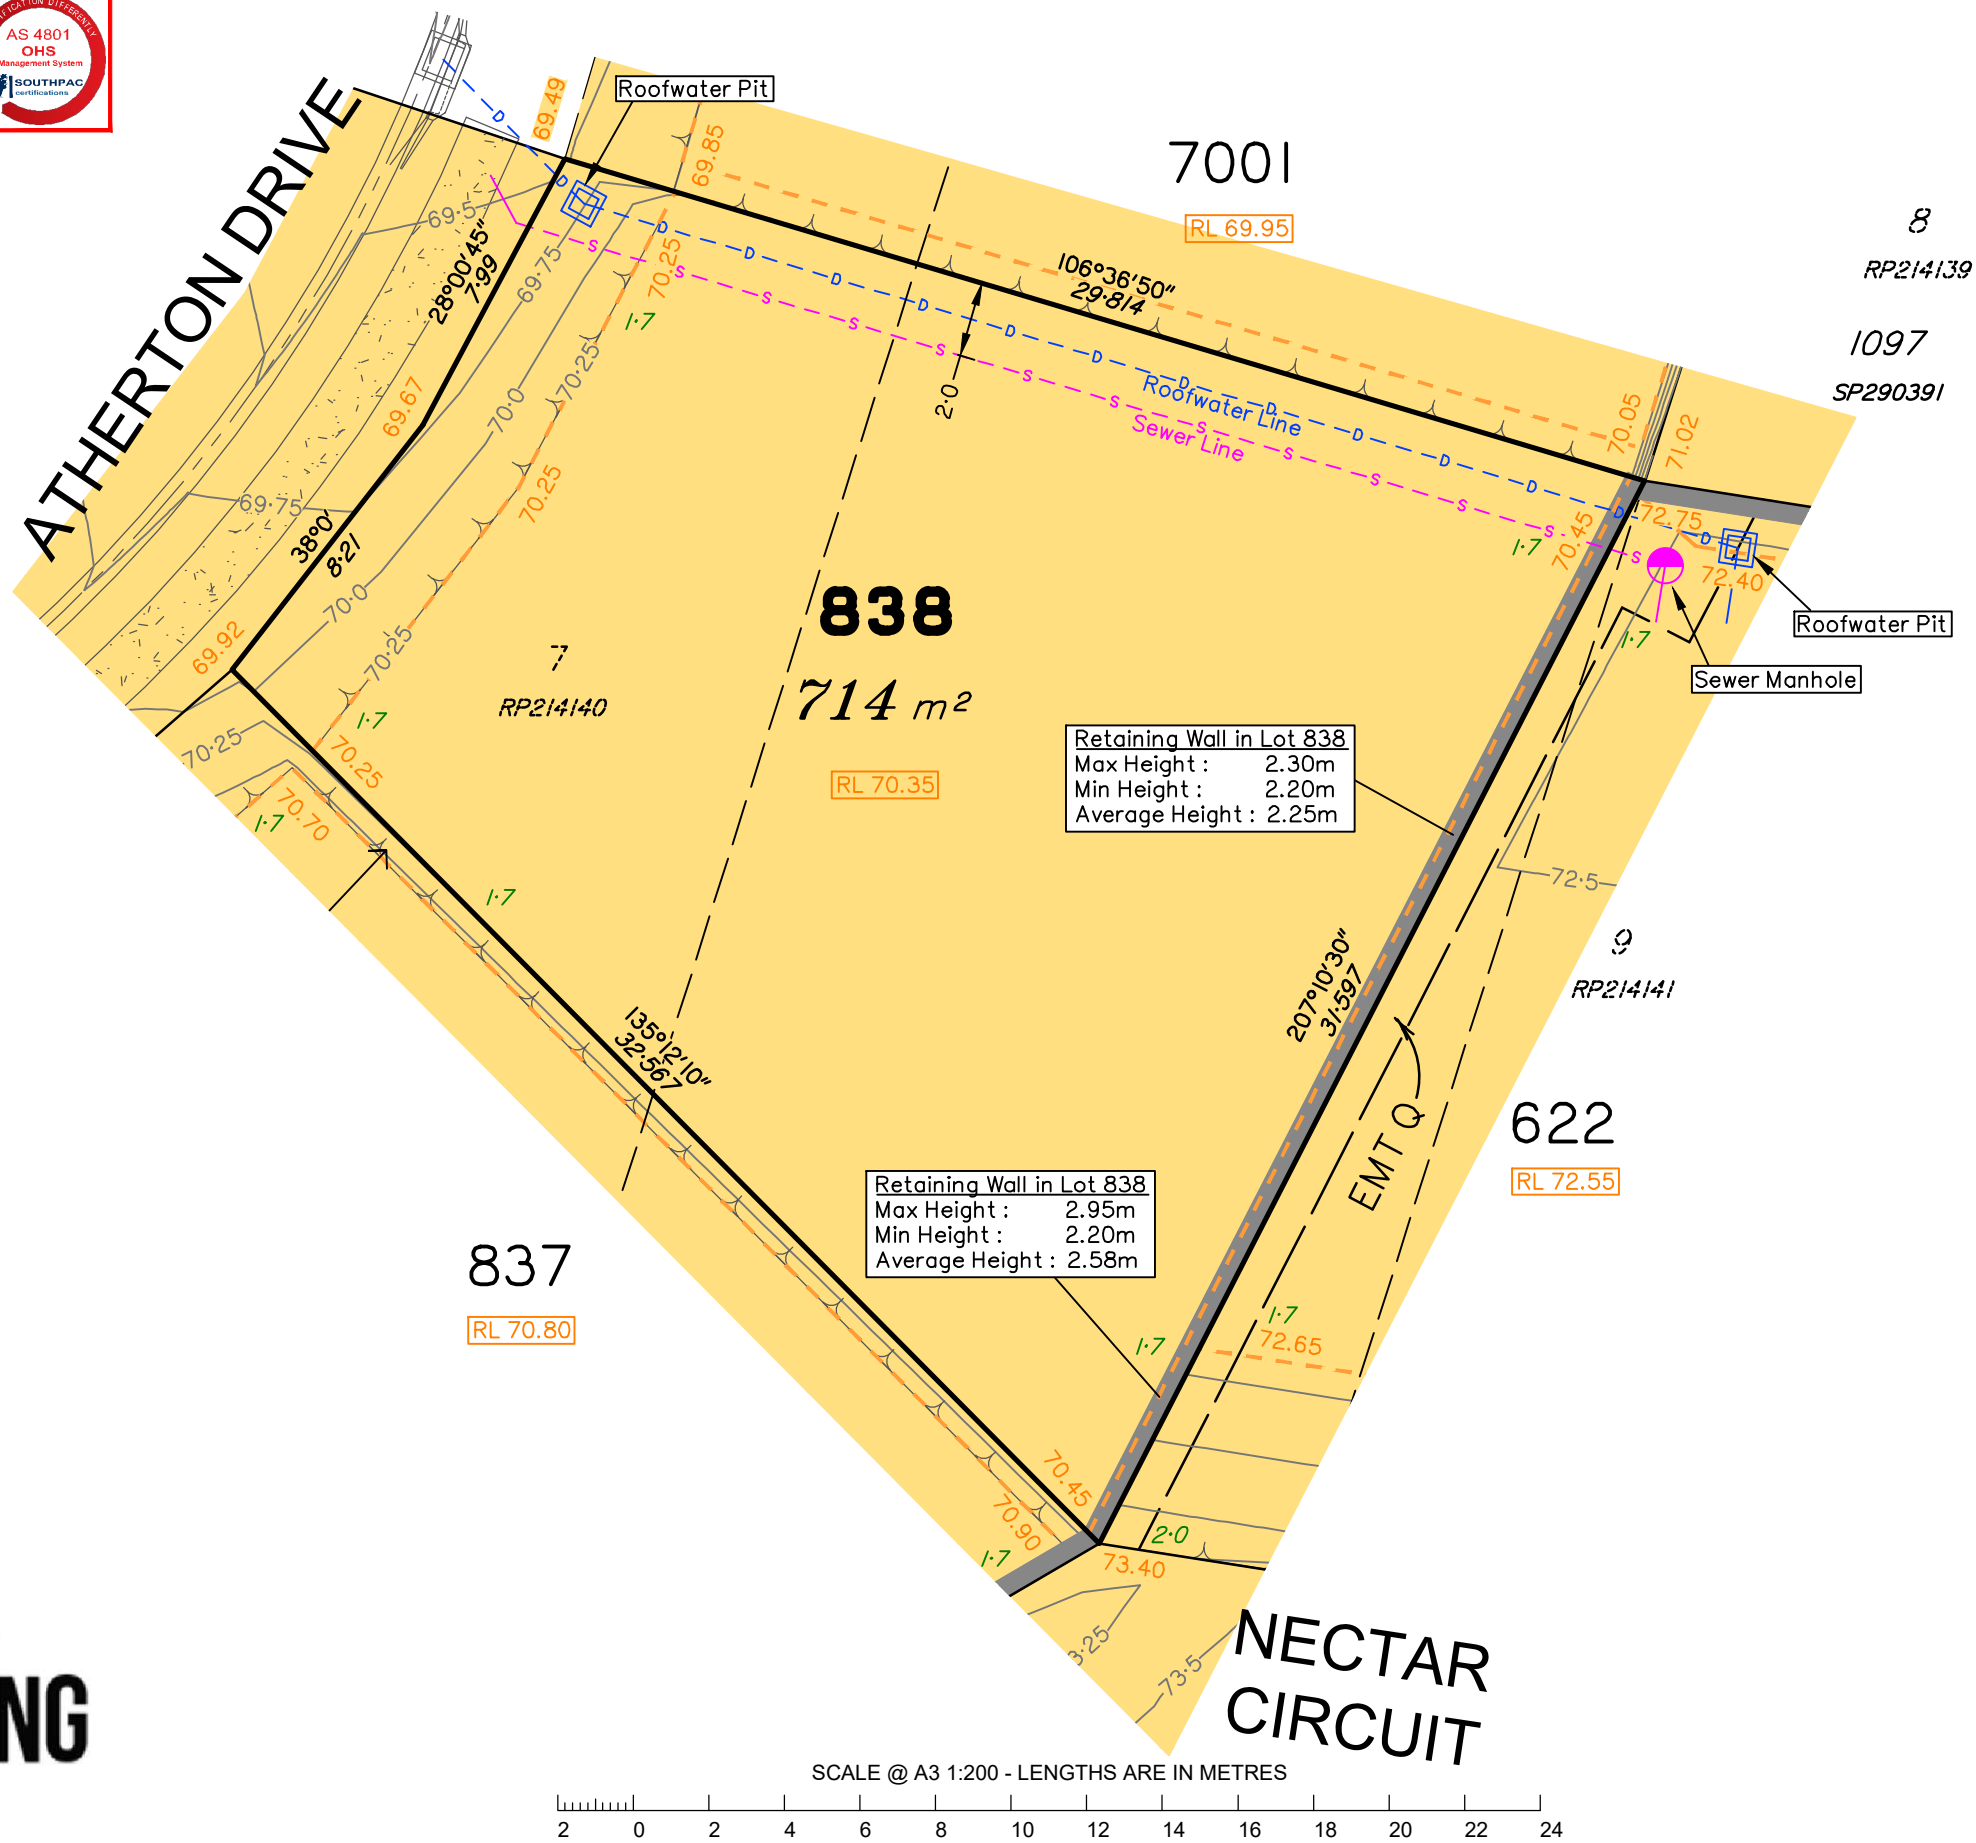 CATION DIFFERENTLY
AS 4801
OHS
Management System
SOUTHPAC
certifications
ATHERTON DRIVE
Roofwater Pit
69.49
69.85
7001
RL 69.95
8
RP214139
1097
SP290391
69·5
28°00'45"
7·99
69·75
70.25
1·7
106°36'50"
29·814
2·0
Roofwater Line
Sewer Line
70.05
71.02
69.67
70·0
70·25
70.25
69·75
38°0'
8·21
70.45
1·7
72.75
72.40
Roofwater Pit
1·7
Sewer Manhole
838
714 m²
RL 70.35
7
RP214140
69.92
70·0
70·25
1·7
70.25
70·25
70.70
1·7
1·7
Retaining Wall in Lot 838
Max Height : 2.30m
Min Height : 2.20m
Average Height : 2.25m
72·5
9
RP214141
207°10'30"
31·597
135°12'10"
32·567
EMT Q
622
RL 72.55
Retaining Wall in Lot 838
Max Height : 2.95m
Min Height : 2.20m
Average Height : 2.58m
837
RL 70.80
1·7
72.65
1·7
70.45
70.90
1·7
2·0
73.40
3·25
73·5
NECTAR
CIRCUIT
NG
SCALE @ A3 1:200 - LENGTHS ARE IN METRES
2 0 2 4 6 8 10 12 14 16 18 20 22 24